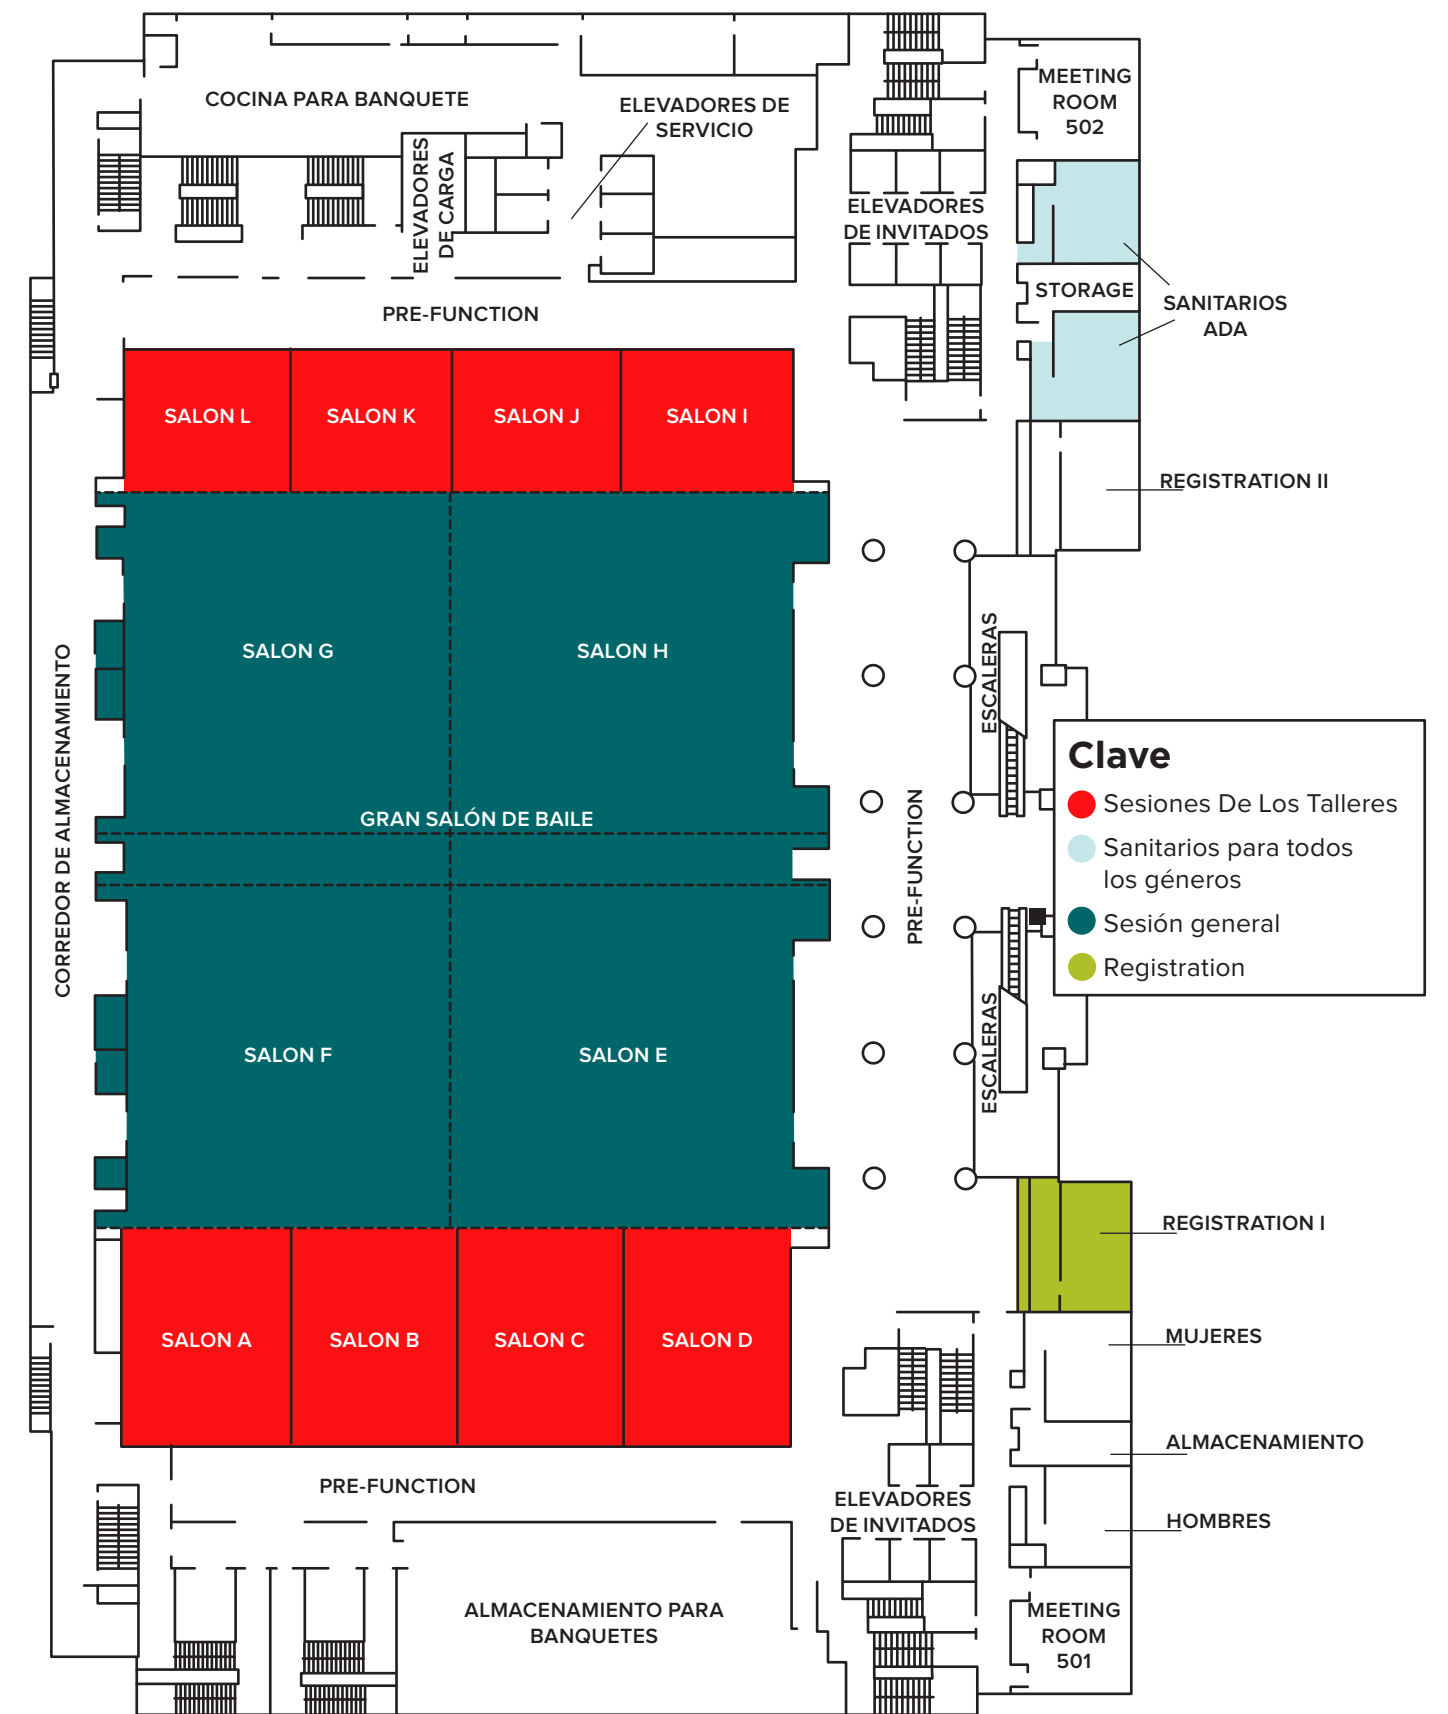 COCINA PARA BANQUETE
ELEVADORES DE
SERVICIO
MEETING
ROOM
502
ELEVADORES
DE CARGA
ELEVADORES
DE INVITADOS
STORAGE
SANITARIOS
ADA
PRE-FUNCTION
SALON L
SALON K
SALON J
SALON I
REGISTRATION II
SALON G
SALON H
ESCALERAS
CORREDOR DE ALMACENAMIENTO
GRAN SALÓN DE BAILE
PRE-FUNCTION
Clave
Sesiones De Los Talleres
Sanitarios para todos
los géneros
Sesión general
Registration
SALON F
SALON E
ESCALERAS
REGISTRATION I
SALON A
SALON B
SALON C
SALON D
MUJERES
ALMACENAMIENTO
PRE-FUNCTION
ELEVADORES
DE INVITADOS
HOMBRES
ALMACENAMIENTO PARA
BANQUETES
MEETING
ROOM
501